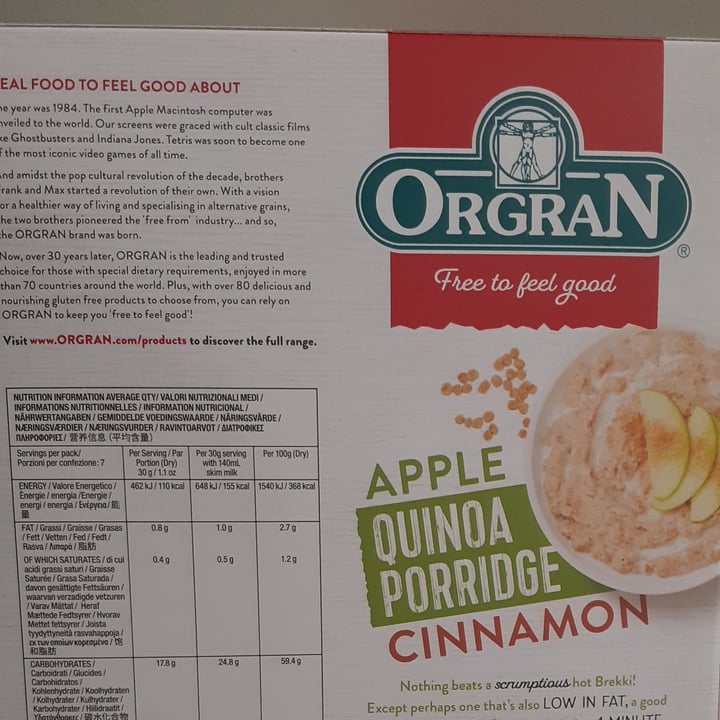 EAL FOOD TO FEEL GOOD ABOUT
he year was 1984. The first Apple Macintosh computer was
nveiled to the world. Our screens were graced with cult classic films
ke Ghostbusters and Indiana Jones. Tetris was soon to become one
f the most iconic video games of all time.
And amidst the pop cultural revolution of the decade, brothers
rank and Max started a revolution of their own. With a vision
or a healthier way of living and specialising in alternative grains,
he two brothers pioneered the 'free from' industry... and so,
he ORGRAN brand was born.
Now, over 30 years later, ORGRAN is the leading and trusted
choice for those with special dietary requirements, enjoyed in more
than 70 countries around the world. Plus, with over 80 delicious and
nourishing gluten free products to choose from, you can rely on
ORGRAN to keep you 'free to feel good'!
Visit www.ORGRAN.com/products to discover the full range.
NUTRITION INFORMATION AVERAGE QTY/ VALORI NUTRIZIONALI MEDI /
INFORMATIONS NUTRITIONNELLES / INFORMATION NUTRICIONAL /
NÄHRWERTANGABEN / GEMIDDELDE VOEDINGSWAARDE / NÄRINGSVÄRDE /
NÆRINGSVÆRDIER / NÆRINGSVURDER / RAVINTOARVOT / ΔΙΑΤΡΟΦΙΚΕΣ
ΠΛΗΡΟΦΟΡΙΕΣ / 营养信息 (平均含量)
Servings per pack/
Porzioni per confezione: 7
Per Serving / Par
Portion (Dry)
30 g / 1.1 oz
Per 30g serving
with 140mL
skim milk
Per 100g (Dry)
ENERGY / Valore Energetico /
Énergie / energia /Energie /
energi / energia / Ενέργεια / 能
量
462 kJ / 110 kcal
648 kJ / 155 kcal
1540 kJ / 368 kcal
FAT / Grassi / Graisse / Grasas
/ Fett / Vetten / Fed / Fedt /
Rasva / Λιπαρά / 脂肪
0.8 g
1.0 g
2.7 g
OF WHICH SATURATES / di cui
acidi grassi saturi / Graisse
Saturée / Grasa Saturada /
davon gesättigte Fettsäuren /
waarvan verzadigde vetzuren
/ Varav Mättat / Heraf
Mættede Fedtsyrer / Hvorav
Mettet fettsyrer / Joista
tyydyttyneitä rasvahappoja /
εκ των οποίων κορεσμένα / 饱
和脂肪
0.4 g
0.5 g
1.2 g
CARBOHYDRATES /
Carboidrati / Glucides /
Carbohidratos /
Kohlenhydrate / Koolhydraten
/ Kolhydrater / Kulhydrater /
Karbohydrater / Hiilidraatit /
Υδατάνθρακες / 碳水化合物
17.8 g
24.8 g
59.4 g
ORGRAN
®
Free to feel good
APPLE
QUINOA
PORRIDGE
CINNAMON
Nothing beats a scrumptious hot Brekki!
Except perhaps one that's also LOW IN FAT, a good
1 MINUTE